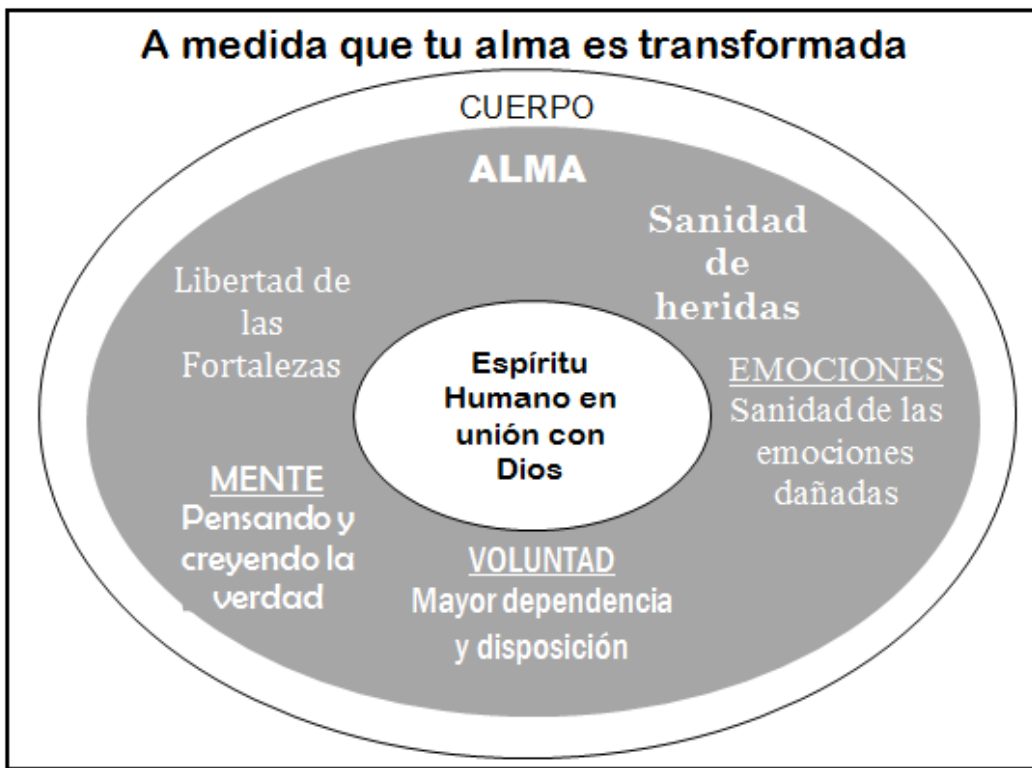 A medida que tu alma es transformada
CUERPO
ALMA
Sanidad
de
heridas
Libertad de
las
Fortalezas
Espíritu
Humano en
unión con
Dios
EMOCIONES
Sanidad de las
emociones
dañadas
MENTE
Pensando y
creyendo la
verdad
VOLUNTAD
Mayor dependencia
y disposición